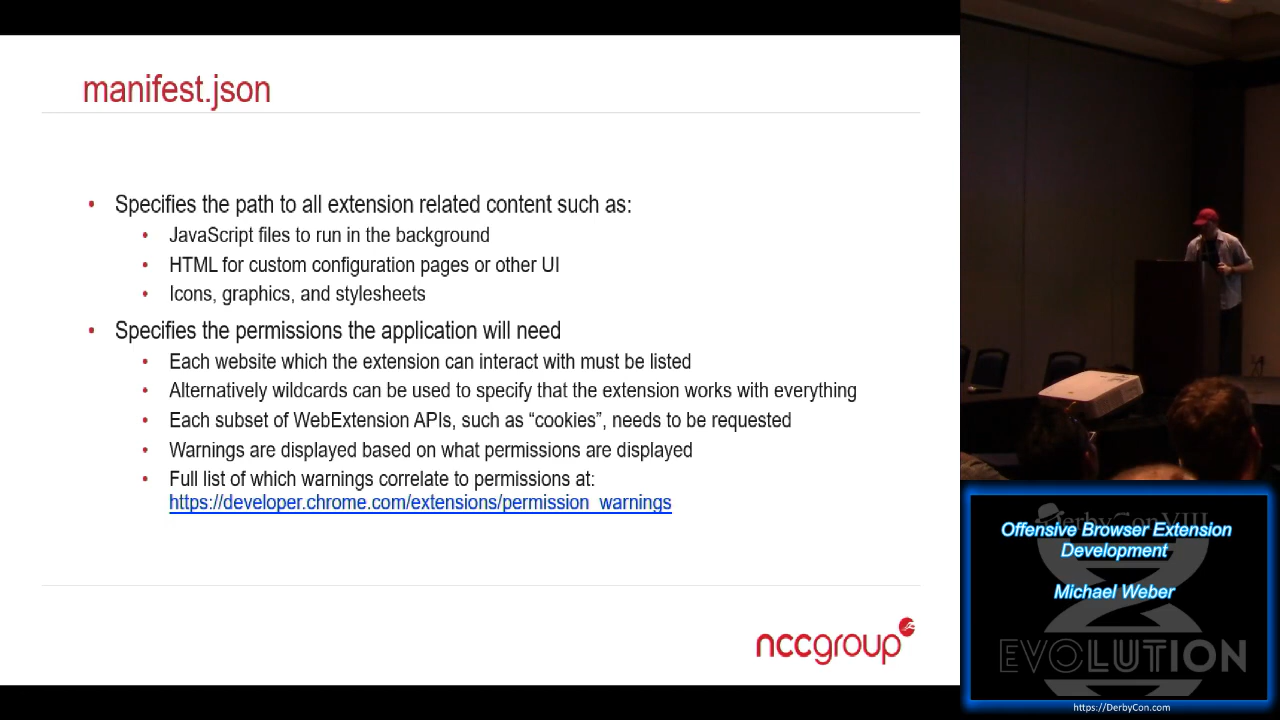 manifest.json
• Specifies the path to all extension related content such as:
• JavaScript files to run in the background
• HTML for custom configuration pages or other UI
• Icons, graphics, and stylesheets
• Specifies the permissions the application will need
• Each website which the extension can interact with must be listed
• Alternatively wildcards can be used to specify that the extension works with everything
• Each subset of WebExtension APIs, such as “cookies”, needs to be requested
• Warnings are displayed based on what permissions are displayed
• Full list of which warnings correlate to permissions at:
https://developer.chrome.com/extensions/permission_warnings
nccgroup
DerbyCon VIII
Offensive Browser Extension
Development
Michael Weber
EVOLUTION
https://DerbyCon.com